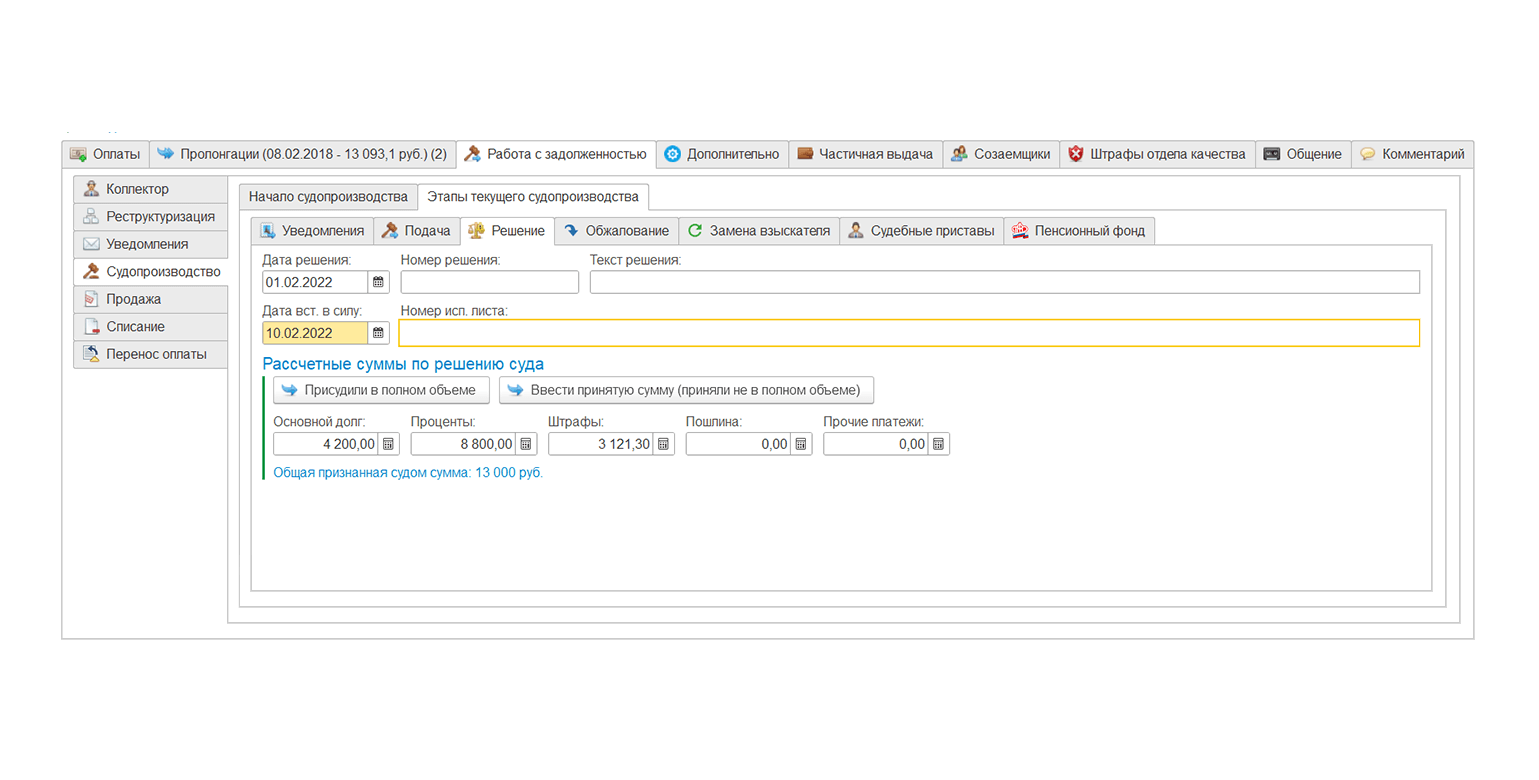 Оплаты Пролонгации (08.02.2018 - 13 093,1 руб.) (2) Работа с задолженностью Дополнительно Частичная выдача Созаемщики Штрафы отдела качества Общение Комментарий
Коллектор
Реструктуризация
Уведомления
Судопроизводство
Продажа
Списание
Перенос оплаты
Начало судопроизводства Этапы текущего судопроизводства
Уведомления Подача Решение Обжалование Замена взыскателя Судебные приставы Пенсионный фонд
Дата решения: Номер решения: Текст решения:
01.02.2022
Дата вст. в силу: Номер исп. листа:
10.02.2022
Рассчетные суммы по решению суда
Присудили в полном объеме Ввести принятую сумму (приняли не в полном объеме)
Основной долг: Проценты: Штрафы: Пошлина: Прочие платежи:
4 200,00 8 800,00 3 121,30 0,00 0,00
Общая признанная судом сумма: 13 000 руб.